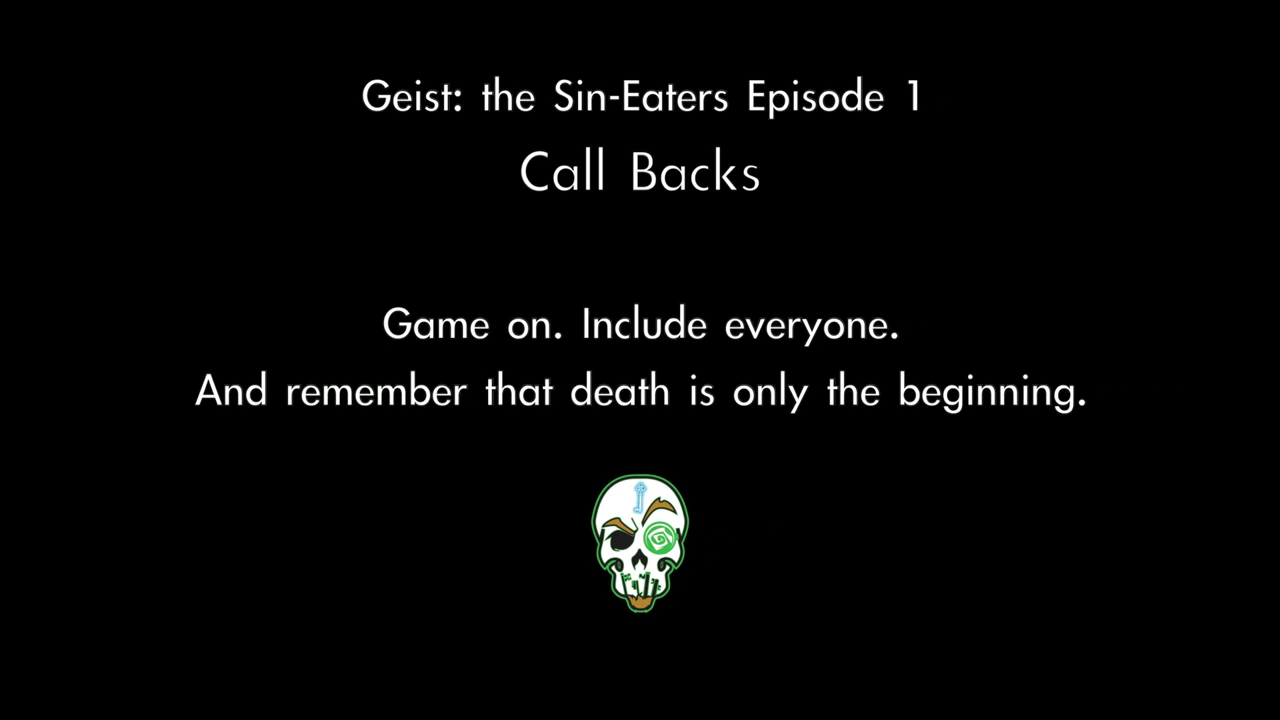 Geist: the Sin-Eaters Episode 1
Call Backs
Game on. Include everyone.
And remember that death is only the beginning.